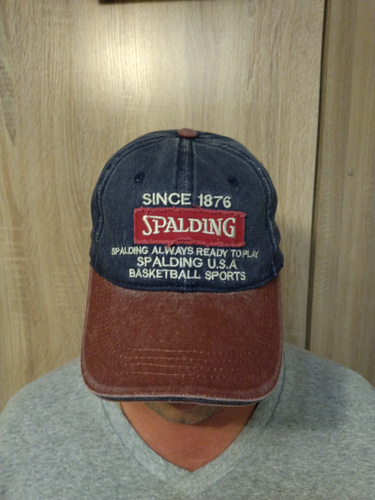 SINCE 1876
SPALDING
SPALDING ALWAYS READY TO PLAY
SPALDING U.S.A
BASKETBALL SPORTS